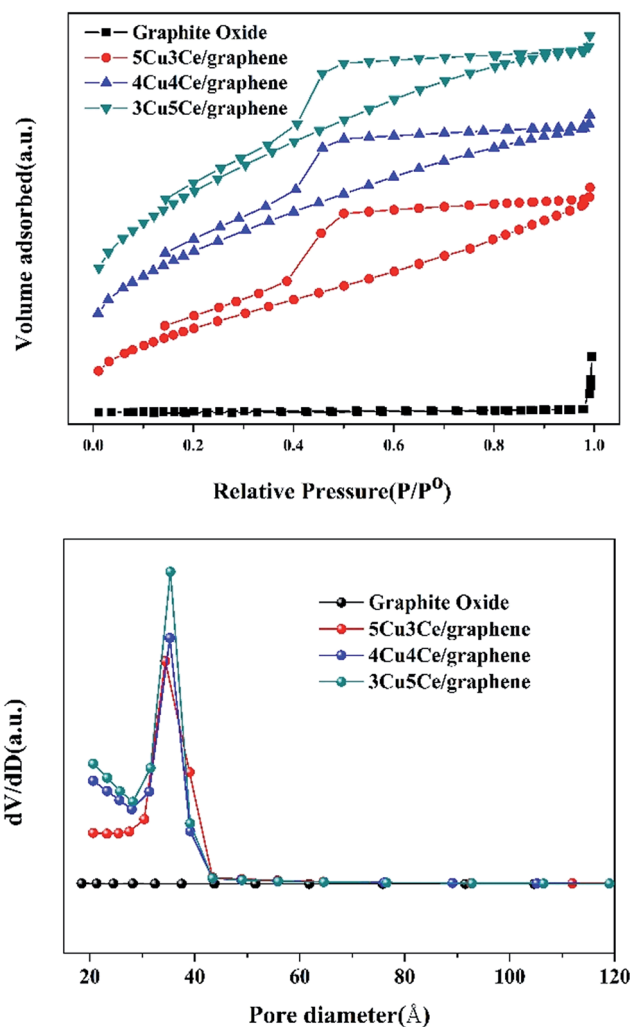 Graphite Oxide
5Cu3Ce/graphene
4Cu4Ce/graphene
3Cu5Ce/graphene
Volume adsorbed(a.u.)
0.0 0.2 0.4 0.6 0.8 1.0
Relative Pressure(P/P⁰)
Graphite Oxide
5Cu3Ce/graphene
4Cu4Ce/graphene
3Cu5Ce/graphene
dV/dD(a.u.)
20 40 60 80 100 120
Pore diameter(Å)